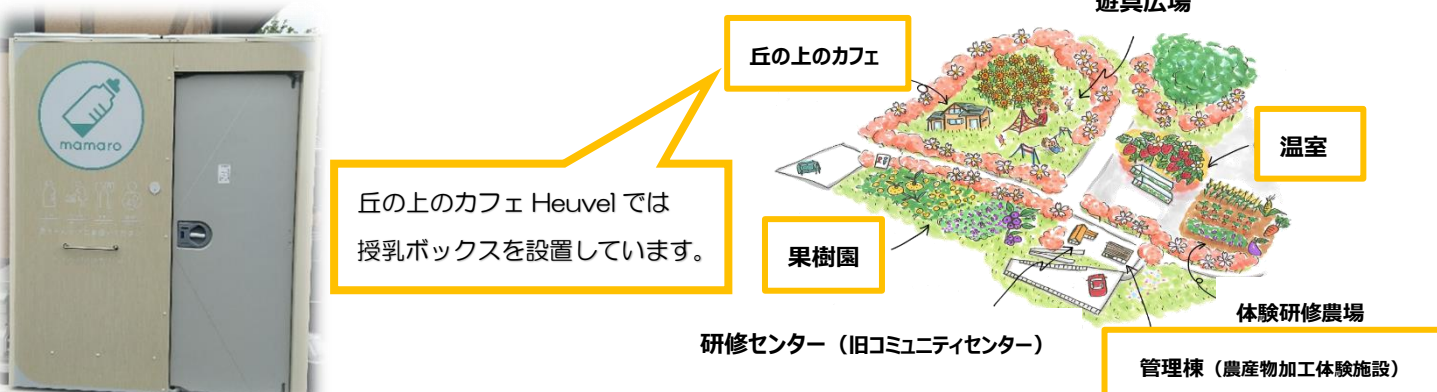 遊具広場
丘の上のカフェ
mamaro
温室
丘の上のカフェ Heuvel では
授乳ボックスを設置しています。
果樹園
体験研修農場
研修センター（旧コミュニティセンター）
管理棟（農産物加工体験施設）